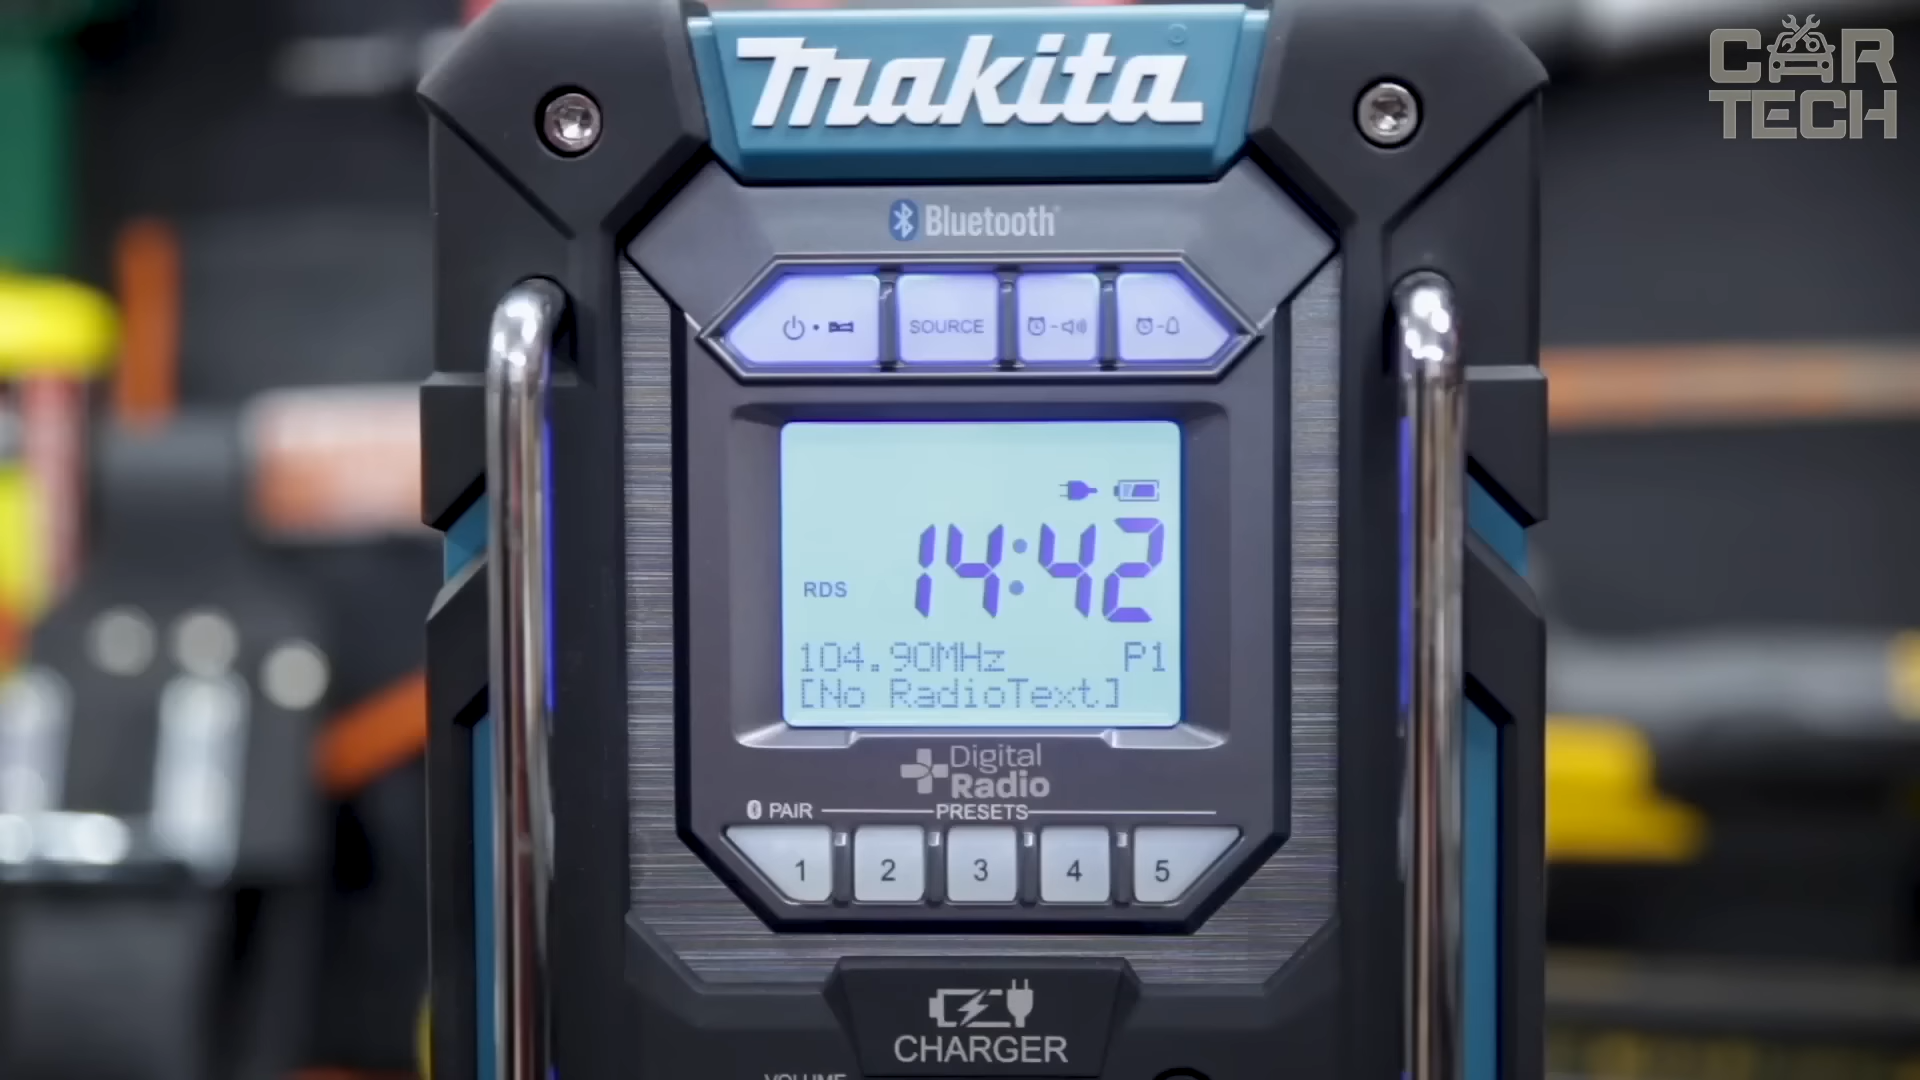 makita
CAR
TECH
Bluetooth
SOURCE
14:42
RDS
104.90MHz P1
[No RadioText]
Digital
Radio
PAIR PRESETS
1 2 3 4 5
CHARGER
VOLUME